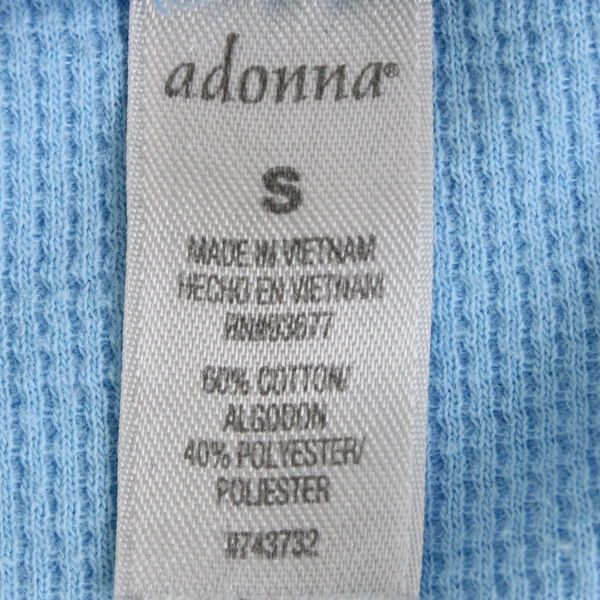 adonna®
S
MADE IN VIETNAM
HECHO EN VIETNAM
RN#93677
60% COTTON/
ALGODON
40% POLYESTER/
POLIESTER
#743732